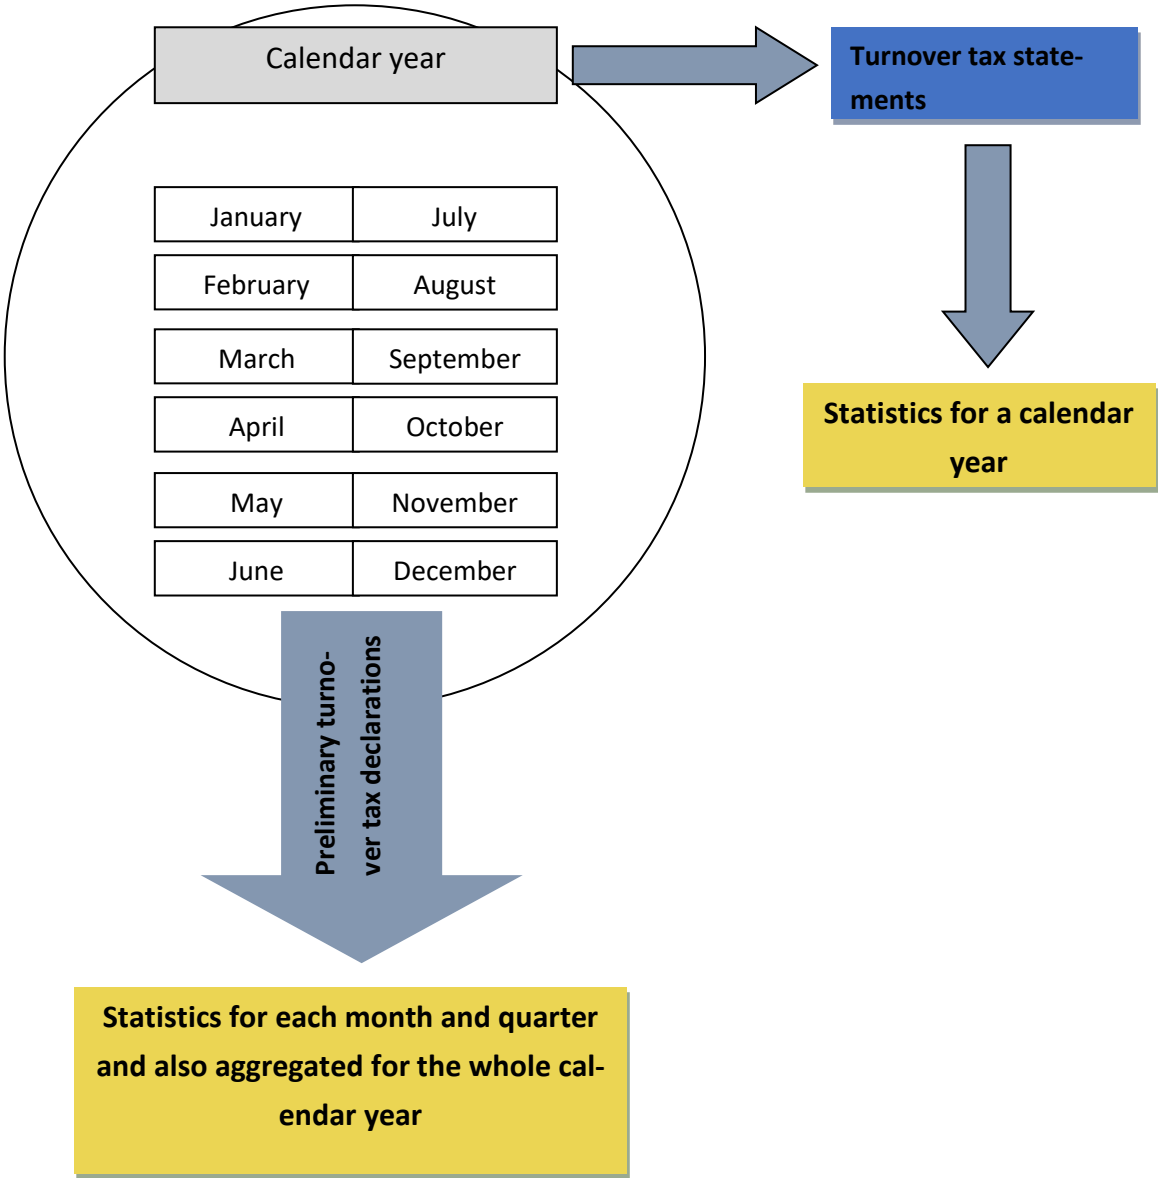 Calendar year
Turnover tax state-
ments
January
July
February
August
March
September
April
October
May
November
June
December
Statistics for a calendar
year
Preliminary turno-
ver tax declarations
Statistics for each month and quarter
and also aggregated for the whole cal-
endar year